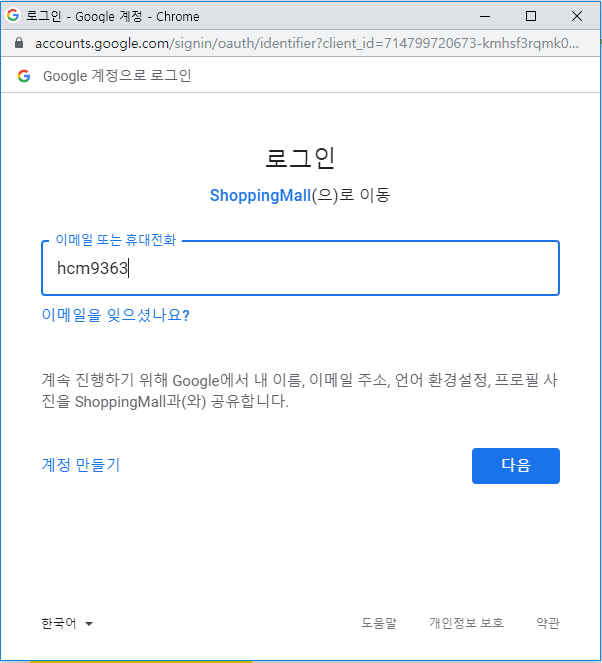 로그인 - Google 계정 - Chrome
accounts.google.com/signin/oauth/identifier?client_id=714799720673-kmhsf3rqmk0...
Google 계정으로 로그인
로그인
ShoppingMall(으)로 이동
이메일 또는 휴대전화
hcm9363
이메일을 잊으셨나요?
계속 진행하기 위해 Google에서 내 이름, 이메일 주소, 언어 환경설정, 프로필 사
진을 ShoppingMall과(와) 공유합니다.
계정 만들기 다음
한국어 도움말 개인정보 보호 약관